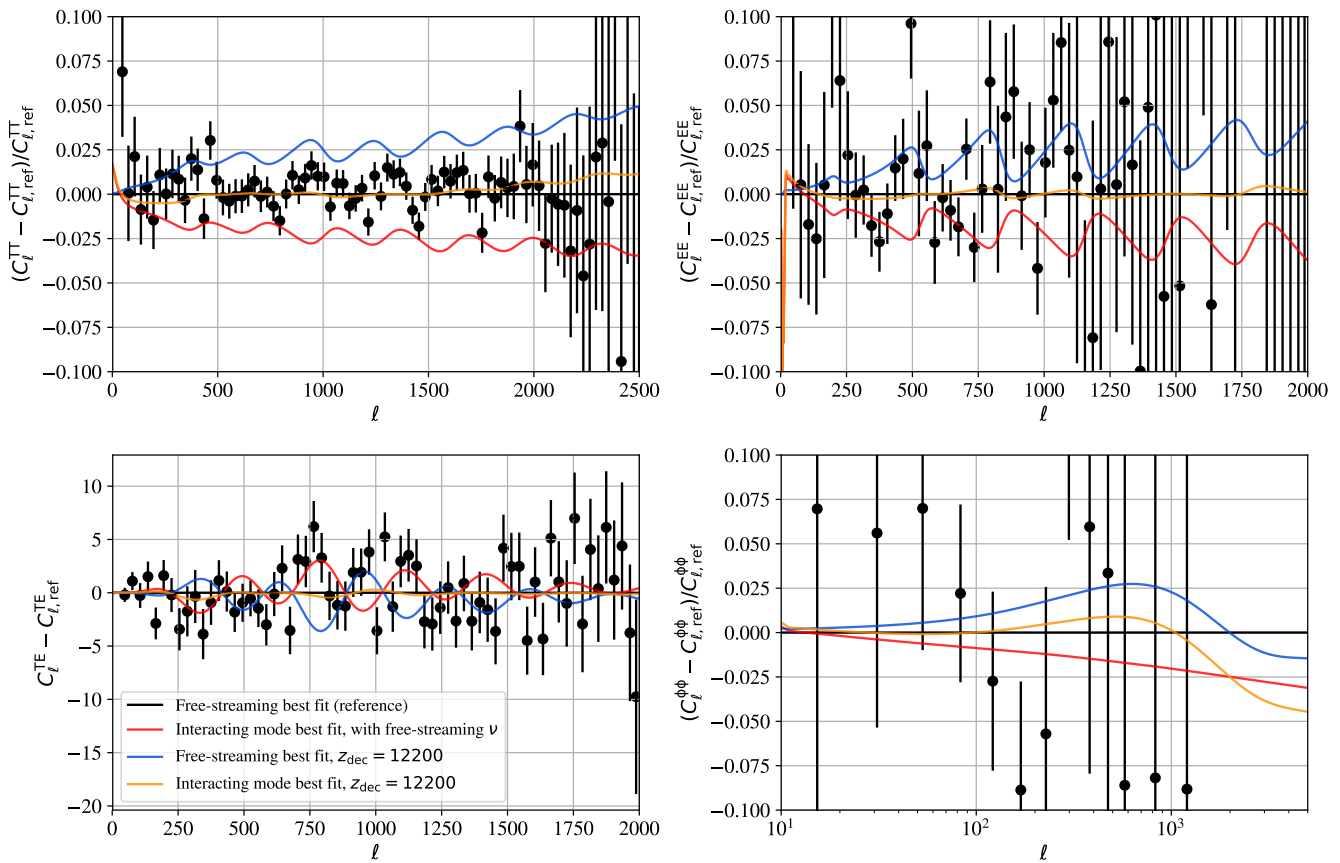 0.100
0.075
0.050
0.025
0.000
−0.025
−0.050
−0.075
−0.100
(C_ℓ^TT − C_ℓ,ref^TT)/C_ℓ,ref^TT
0 500 1000 1500 2000 2500
ℓ
0.100
0.075
0.050
0.025
0.000
−0.025
−0.050
−0.075
−0.100
(C_ℓ^EE − C_ℓ,ref^EE)/C_ℓ,ref^EE
0 250 500 750 1000 1250 1500 1750 2000
ℓ
10
5
0
−5
−10
−15
−20
C_ℓ^TE − C_ℓ,ref^TE
0 250 500 750 1000 1250 1500 1750 2000
ℓ
Free-streaming best fit (reference)
Interacting mode best fit, with free-streaming ν
Free-streaming best fit, z_dec = 12200
Interacting mode best fit, z_dec = 12200
0.100
0.075
0.050
0.025
0.000
−0.025
−0.050
−0.075
−0.100
(C_ℓ^ϕϕ − C_ℓ,ref^ϕϕ)/C_ℓ,ref^ϕϕ
10^1 10^2 10^3
ℓ